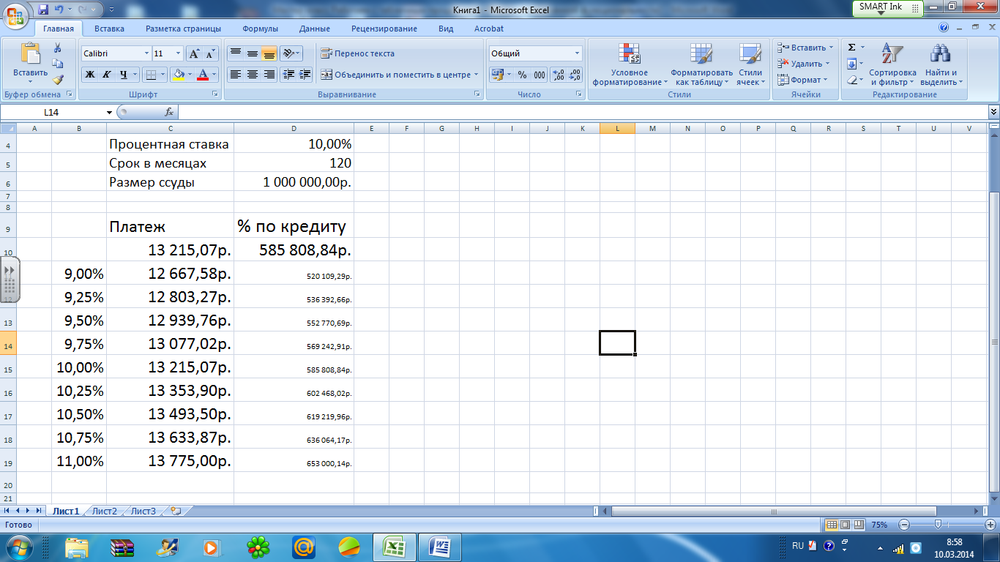 Книга1 - Microsoft Excel
SMART Ink
Главная Вставка Разметка страницы Формулы Данные Рецензирование Вид Acrobat
Вставить
Буфер обмена
Calibri 11
Ж К Ч
Шрифт
Перенос текста
Объединить и поместить в центре
Выравнивание
Общий
% 000
Число
Условное форматирование
Форматировать как таблицу
Стили ячеек
Стили
Вставить
Удалить
Формат
Ячейки
Σ
Сортировка и фильтр
Найти и выделить
Редактирование
L14 fx
A B C D E F G H I J K L M N O P Q R S T U V
4 Процентная ставка 10,00%
5 Срок в месяцах 120
6 Размер ссуды 1 000 000,00р.
7
8
9 Платеж % по кредиту
10 13 215,07р. 585 808,84р.
9,00% 12 667,58р. 520 109,29р.
12 9,25% 12 803,27р. 536 392,66р.
13 9,50% 12 939,76р. 552 770,69р.
14 9,75% 13 077,02р. 569 242,91р.
15 10,00% 13 215,07р. 585 808,84р.
16 10,25% 13 353,90р. 602 468,02р.
17 10,50% 13 493,50р. 619 219,96р.
18 10,75% 13 633,87р. 636 064,17р.
19 11,00% 13 775,00р. 653 000,14р.
20
21
Лист1 Лист2 Лист3
Готово 75%
RU 8:58
10.03.2014